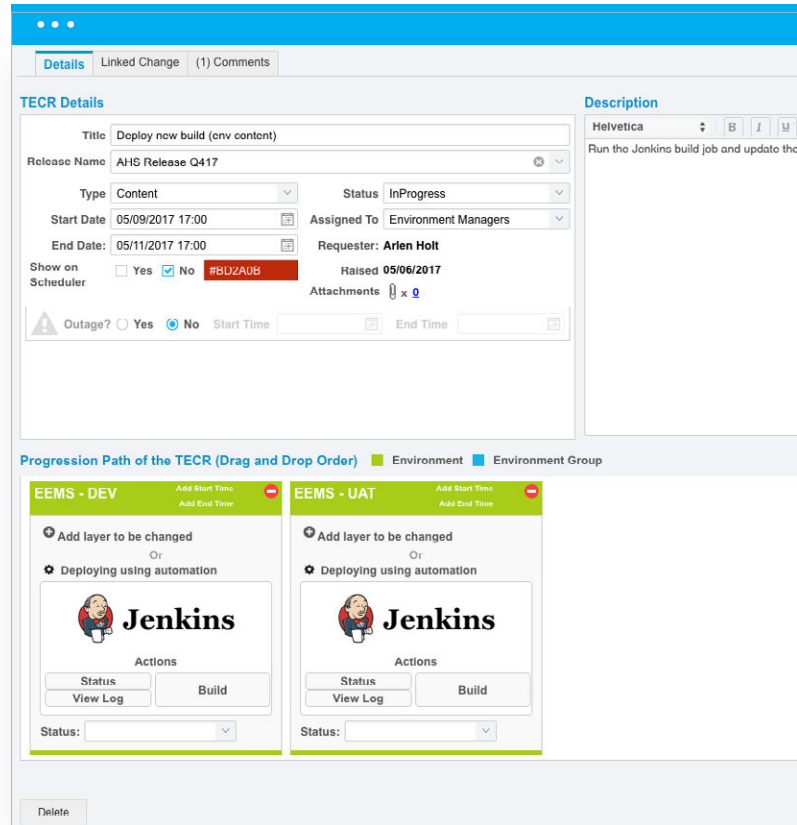 Details Linked Change (1) Comments
TECR Details
Title Deploy new build (env content)
Release Name AHS Release Q417
Type Content Status InProgress
Start Date 05/09/2017 17:00 Assigned To Environment Managers
End Date: 05/11/2017 17:00 Requester: Arlen Holt
Show on Scheduler Yes No #BD2A0B Raised 05/06/2017
Attachments x 0
Outage? Yes No Start Time End Time
Description
Helvetica B I U
Run the Jenkins build job and update the
Progression Path of the TECR (Drag and Drop Order) Environment Environment Group
EEMS - DEV Add Start Time
Add End Time
Add layer to be changed
Or
Deploying using automation
Jenkins
Actions
Status
View Log
Build
Status:
EEMS - UAT Add Start Time
Add End Time
Add layer to be changed
Or
Deploying using automation
Jenkins
Actions
Status
View Log
Build
Status:
Delete